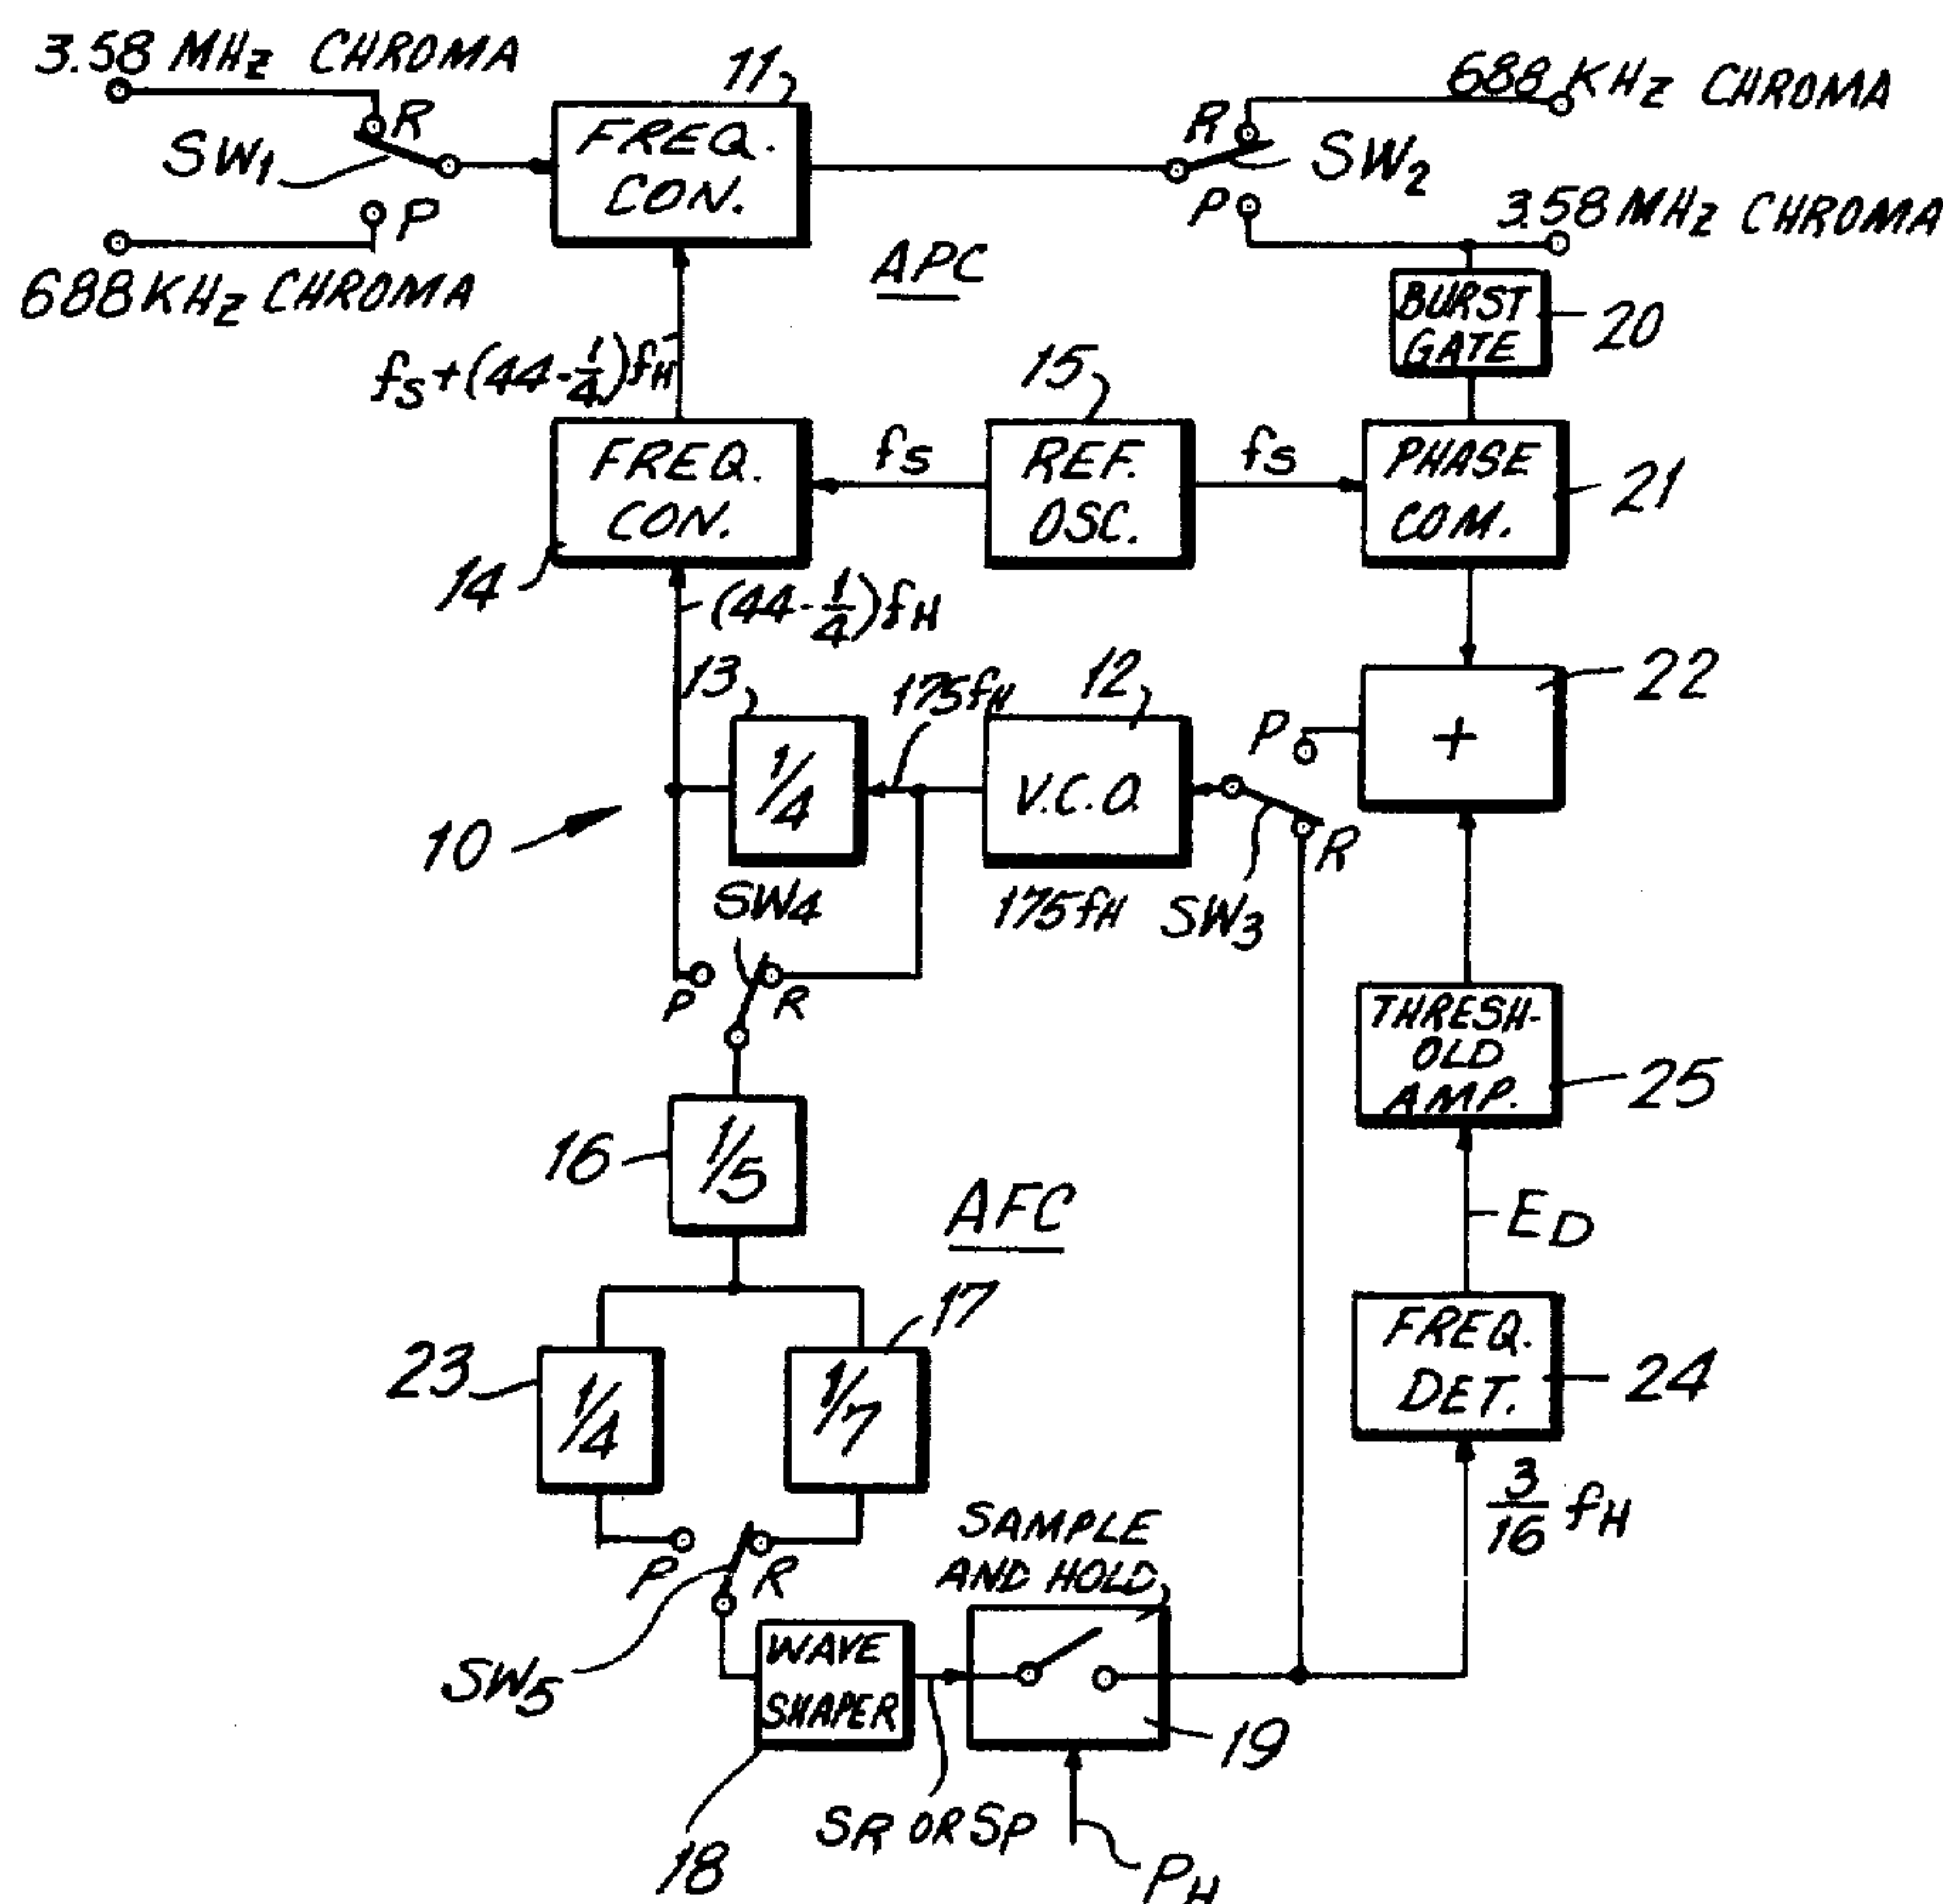 3.58 MHz CHROMA
11
688 KHz CHROMA
R
SW1
FREQ.
CON.
R
SW2
P
P
3.58 MHz CHROMA
688 KHz CHROMA
APC
BURST
GATE
20
fS+(44-1/4)fH
15
FREQ.
CON.
fS
REF.
OSC.
fS
PHASE
COM.
21
14
(44-1/4)fH
13
175fH
12
22
P
+
1/4
V.C.O.
10
R
SW4
175fH
SW3
P
R
THRESH-
OLD
AMP.
25
16
1/5
AFC
ED
17
23
1/4
1/7
FREQ.
DET.
24
3/16 fH
SAMPLE
AND HOLD
P
R
SW5
WAVE
SHAPER
19
SR OR SP
18
PH